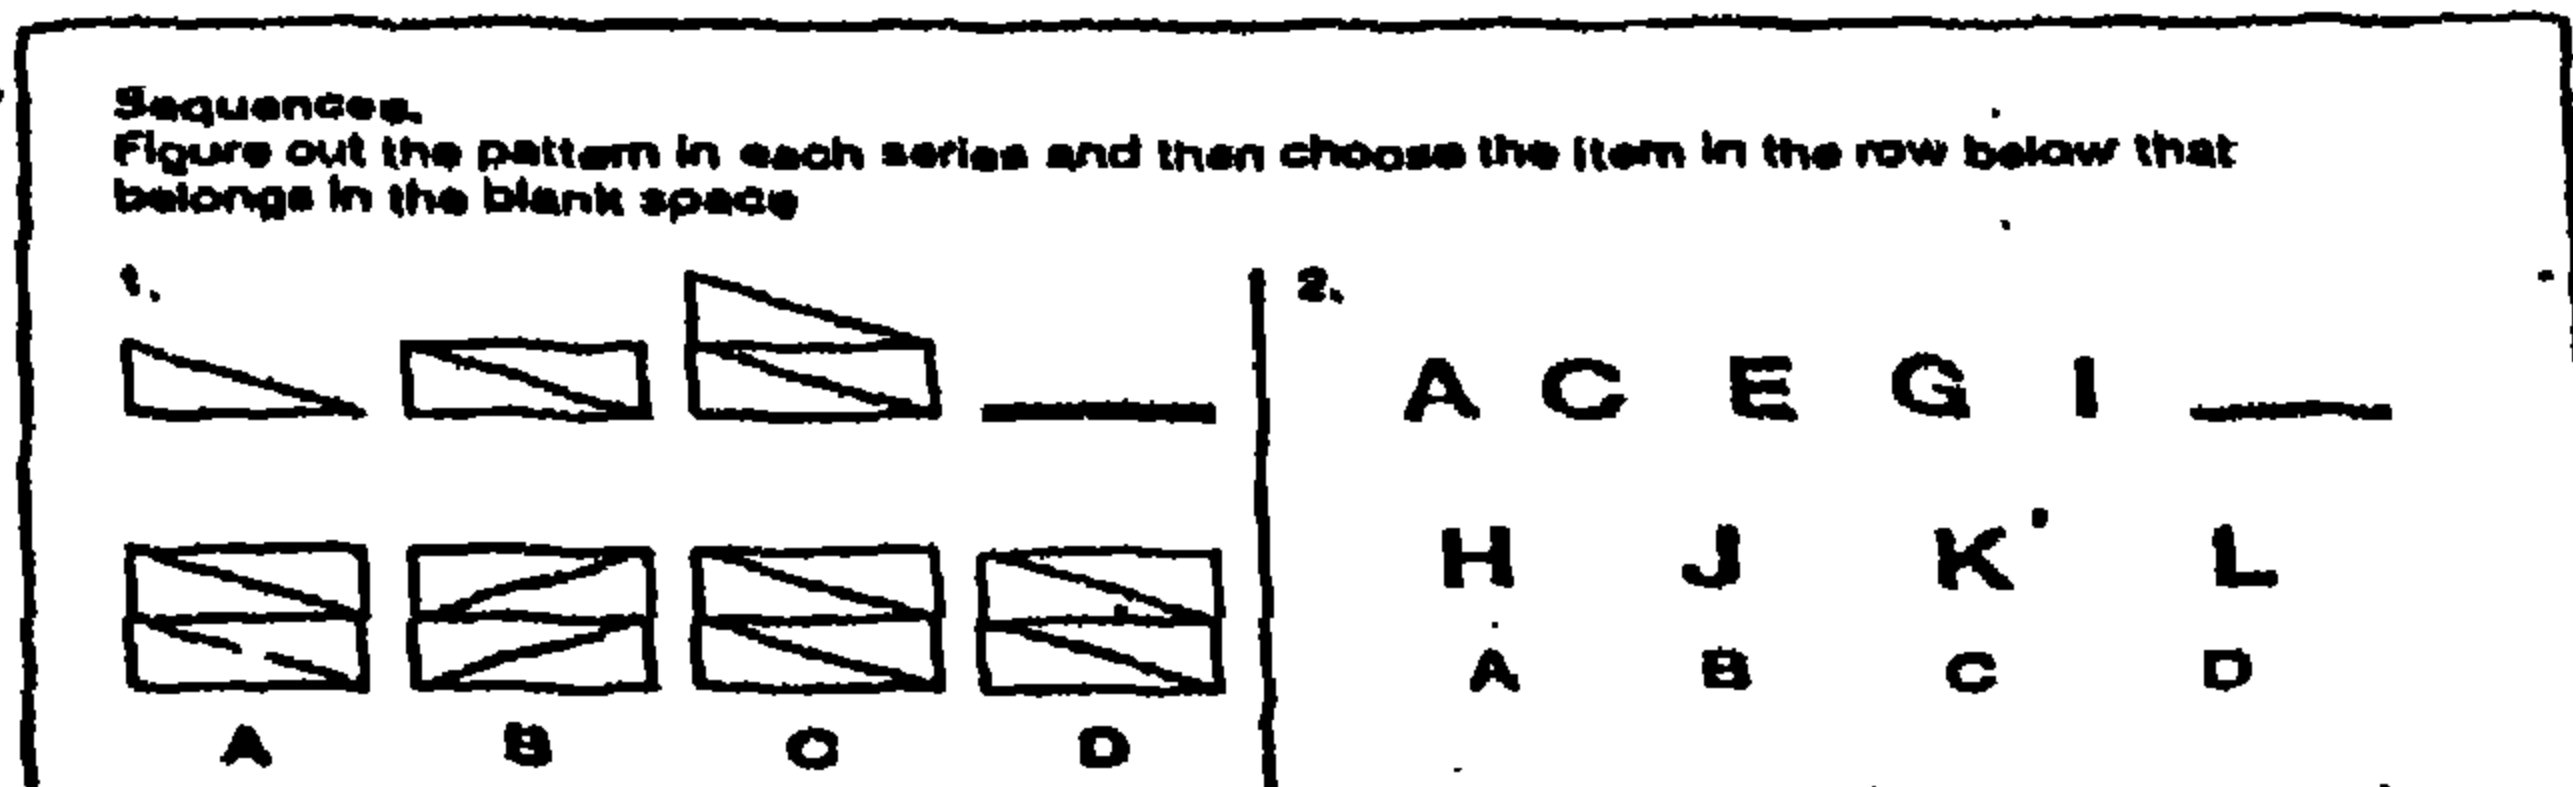 Sequences.
Figure out the pattern in each series and then choose the item in the row below that
belongs in the blank space
1.
2.
A C E G I
H J K L
A B C D
A B C D